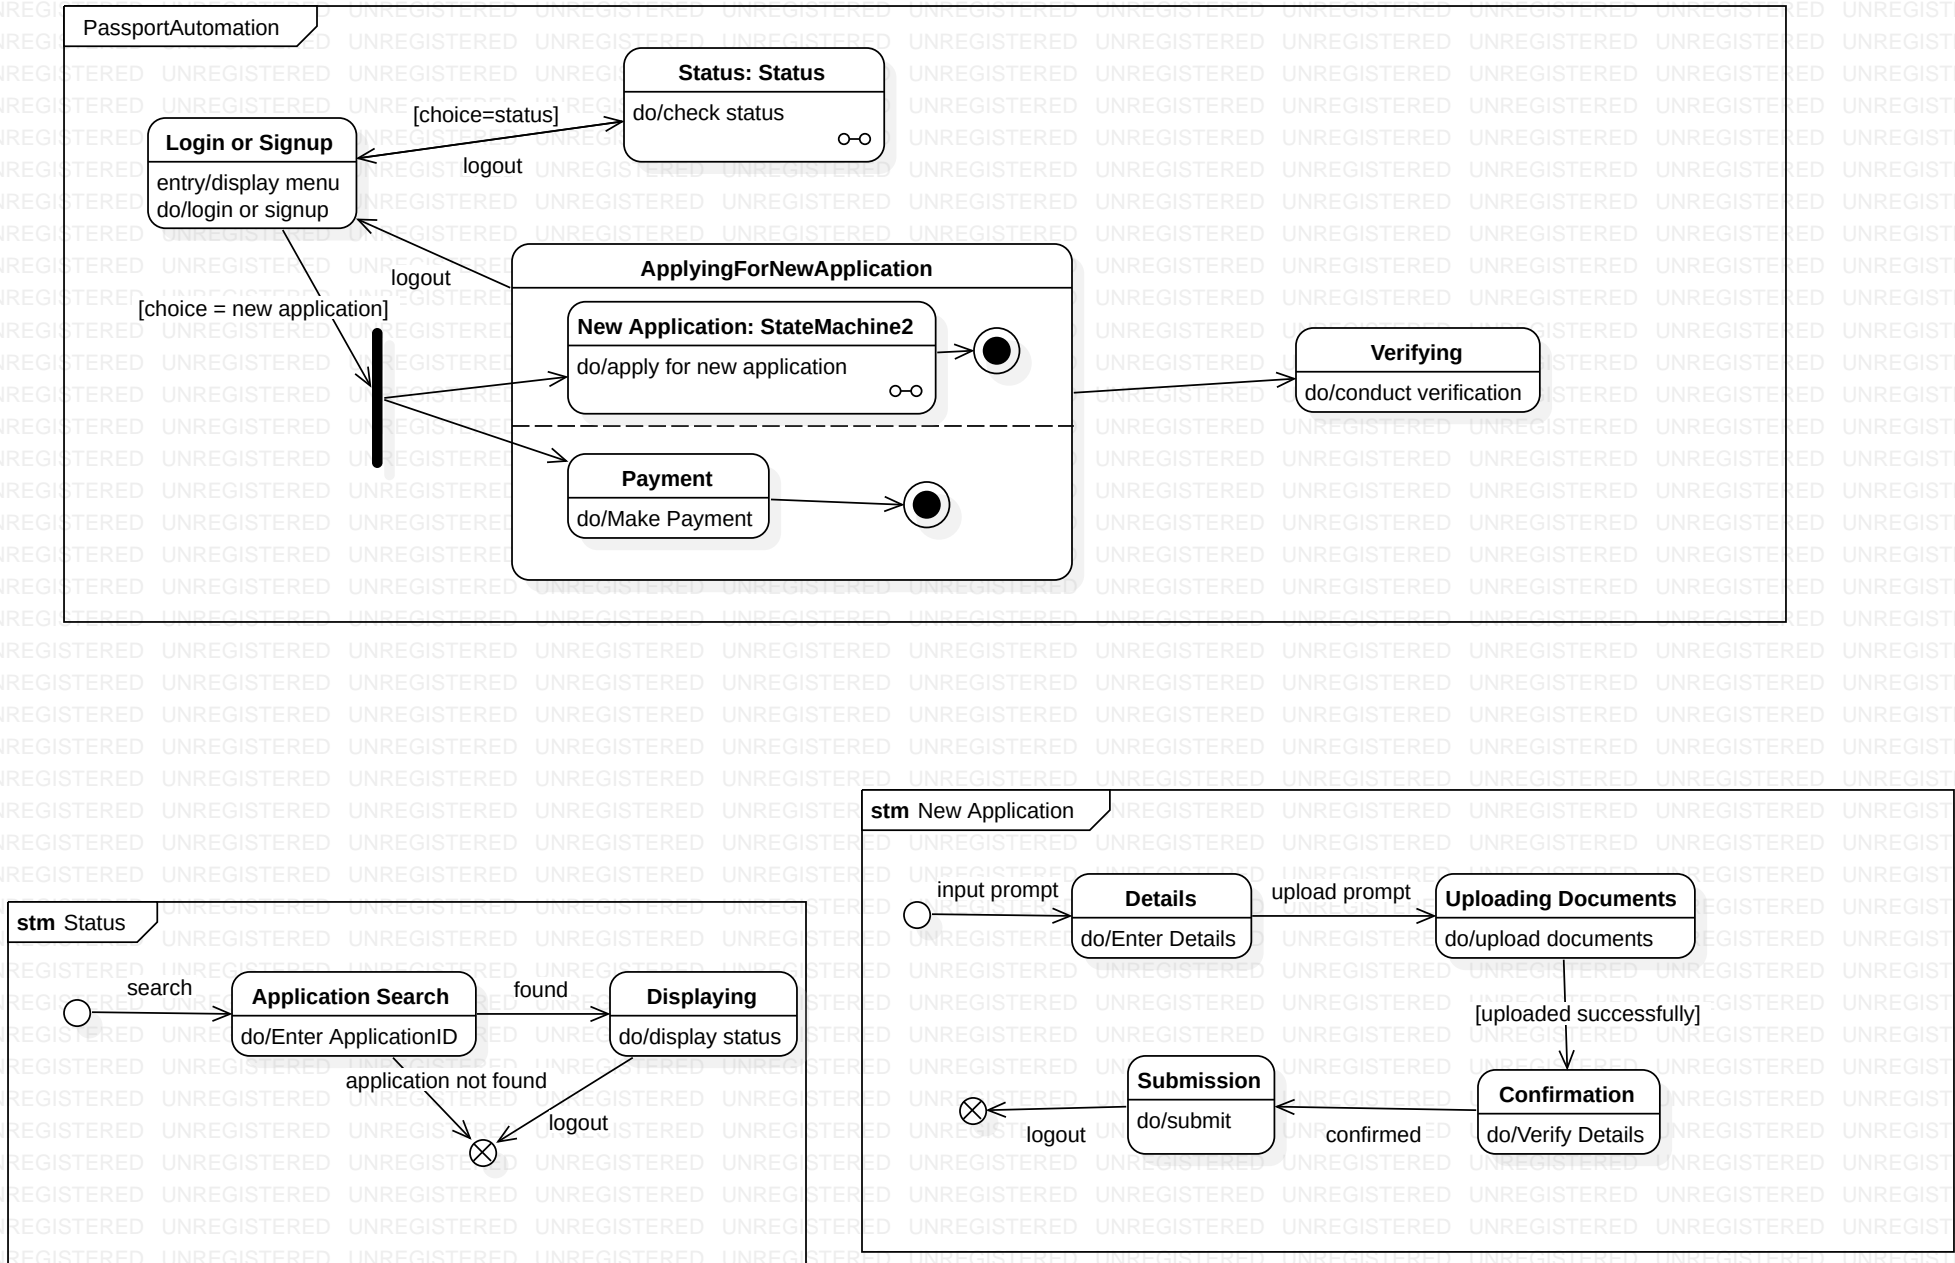 PassportAutomation
Status: Status
do/check status
[choice=status]
logout
Login or Signup
entry/display menu
do/login or signup
logout
[choice = new application]
ApplyingForNewApplication
New Application: StateMachine2
do/apply for new application
Payment
do/Make Payment
Verifying
do/conduct verification
stm Status
search
Application Search
do/Enter ApplicationID
found
Displaying
do/display status
application not found
logout
stm New Application
input prompt
Details
do/Enter Details
upload prompt
Uploading Documents
do/upload documents
[uploaded successfully]
Confirmation
do/Verify Details
confirmed
Submission
do/submit
logout
UNREGISTERED